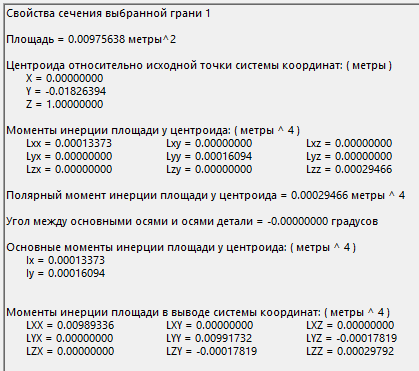 Свойства сечения выбранной грани 1
Площадь = 0.00975638 метры^2
Центроида относительно исходной точки системы координат: ( метры )
X = 0.00000000
Y = -0.01826394
Z = 1.00000000
Моменты инерции площади у центроида: ( метры ^ 4 )
Lxx = 0.00013373 Lxy = 0.00000000 Lxz = 0.00000000
Lyx = 0.00000000 Lyy = 0.00016094 Lyz = 0.00000000
Lzx = 0.00000000 Lzy = 0.00000000 Lzz = 0.00029466
Полярный момент инерции площади у центроида = 0.00029466 метры ^ 4
Угол между основными осями и осями детали = -0.00000000 градусов
Основные моменты инерции площади у центроида: ( метры ^ 4 )
Ix = 0.00013373
Iy = 0.00016094
Моменты инерции площади в выводе системы координат: ( метры ^ 4 )
LXX = 0.00989336 LXY = 0.00000000 LXZ = 0.00000000
LYX = 0.00000000 LYY = 0.00991732 LYZ = -0.00017819
LZX = 0.00000000 LZY = -0.00017819 LZZ = 0.00029792